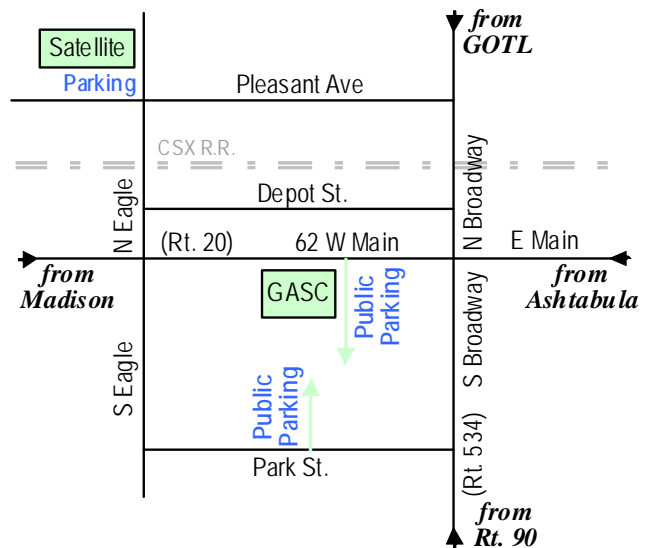 from
GOTL
Satellite
Parking
Pleasant Ave
CSX R.R.
N Eagle
N Broadway
Depot St.
(Rt. 20)
62 W Main
E Main
from
Madison
GASC
Public
Parking
from
Ashtabula
S Eagle
S Broadway
Public
Parking
(Rt. 534)
Park St.
from
Rt. 90